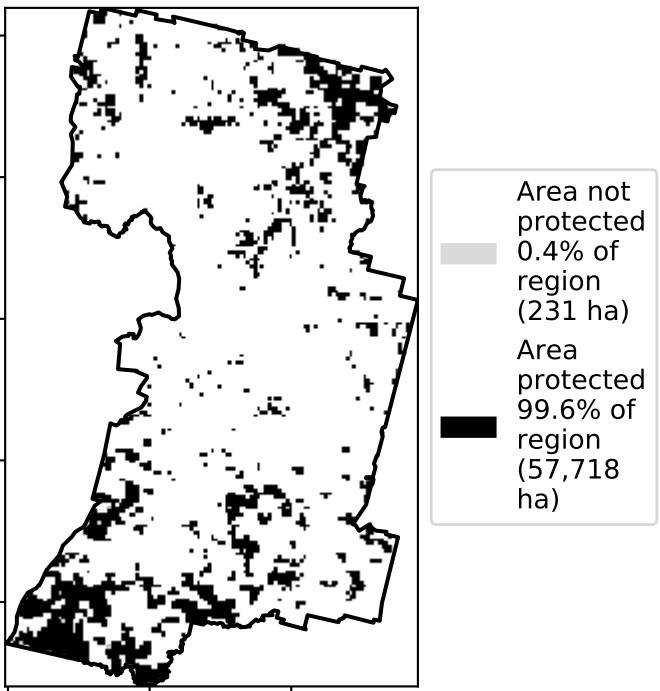 Area not
protected
0.4% of
region
(231 ha)
Area
protected
99.6% of
region
(57,718
ha)